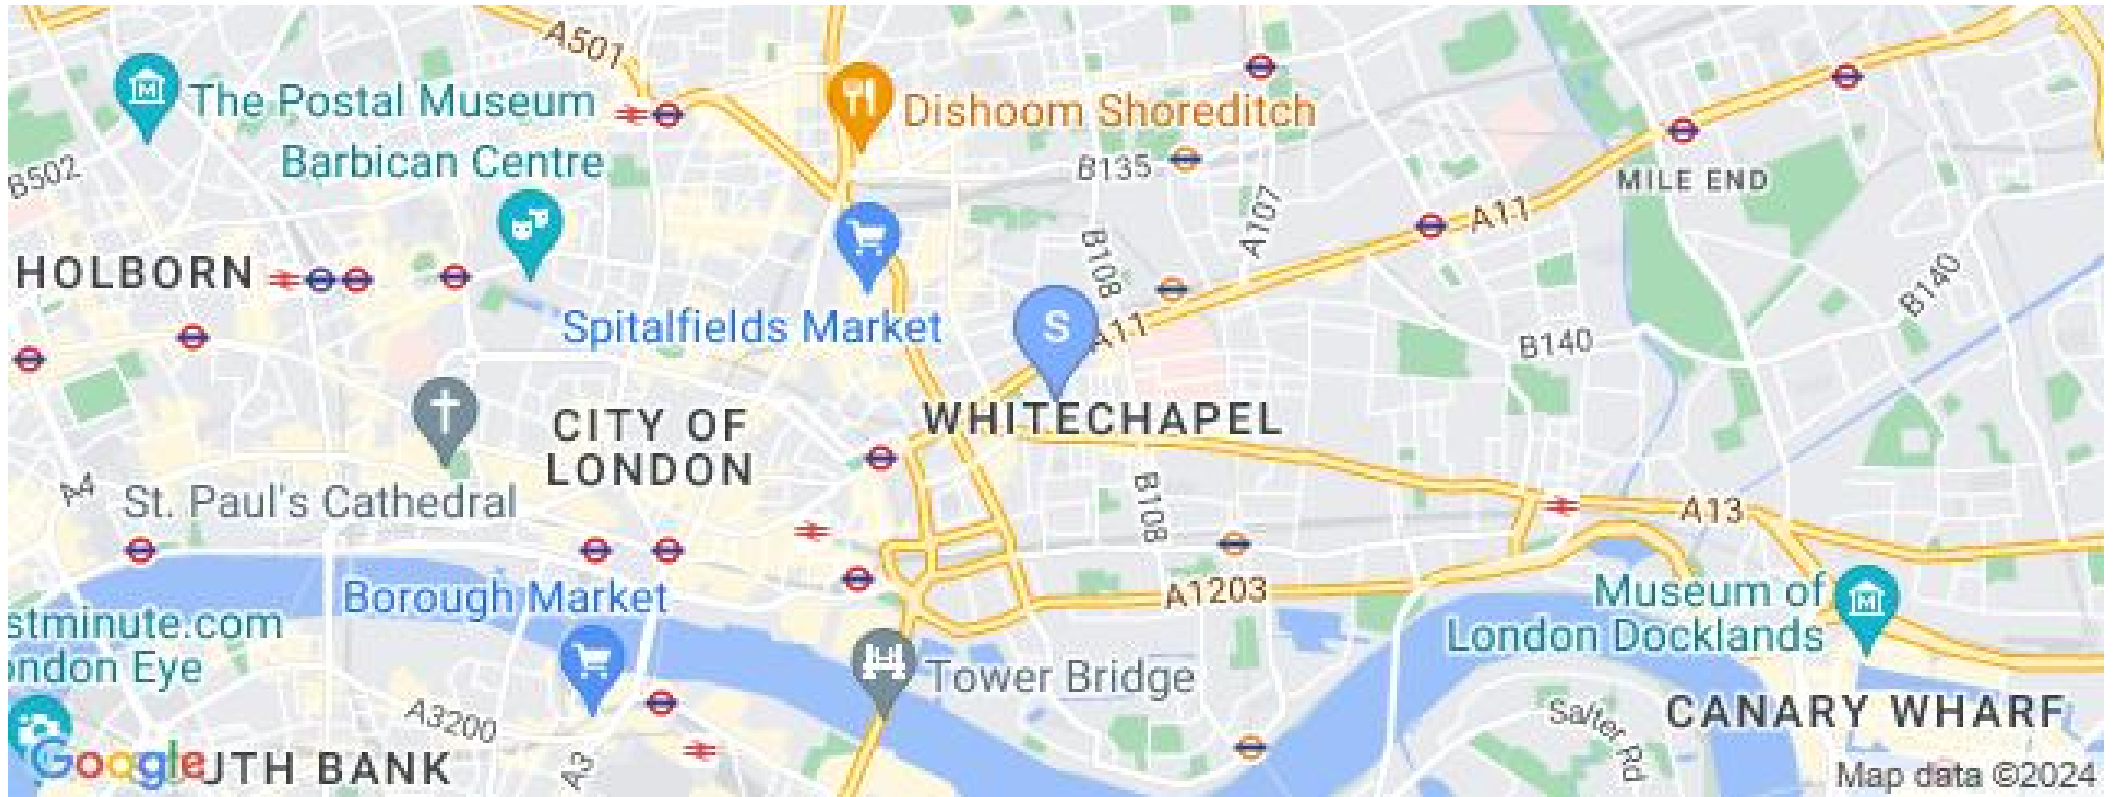 A501
The Postal Museum
Dishoom Shoreditch
Barbican Centre
B135
B502
MILE END
A107
A11
B108
HOLBORN
B140
Spitalfields Market
S
A11
B140
CITY OF
LONDON
WHITECHAPEL
A4
St. Paul's Cathedral
B108
A13
Borough Market
A1203
Museum of
London Docklands
stminute.com
ondon Eye
Tower Bridge
A3200
Salter Rd
CANARY WHARF
Google
UTH BANK
A3
Map data ©2024